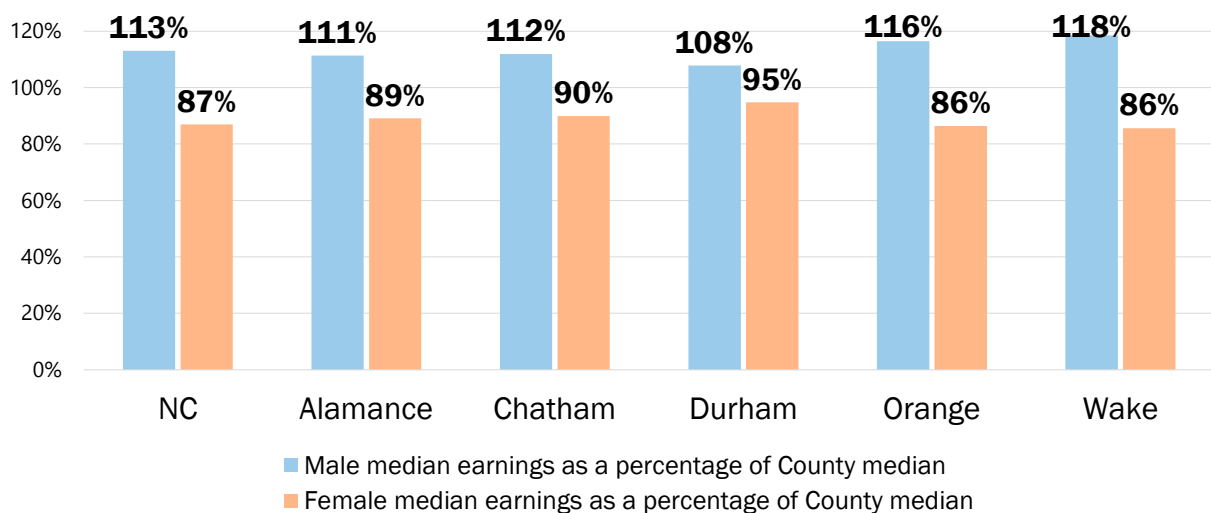 120%
100%
80%
60%
40%
20%
0%
113%
87%
111%
89%
112%
90%
108%
95%
116%
86%
118%
86%
NC
Alamance
Chatham
Durham
Orange
Wake
Male median earnings as a percentage of County median
Female median earnings as a percentage of County median